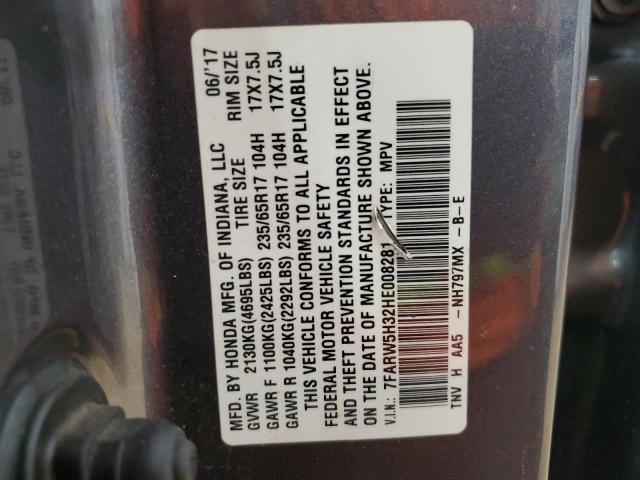 MFD. BY HONDA MFG. OF INDIANA, LLC 06/'17
GVWR 2130KG(4695LBS) TIRE SIZE RIM SIZE
GAWR F 1100KG(2425LBS) 235/65R17 104H 17X7.5J
GAWR R 1040KG(2292LBS) 235/65R17 104H 17X7.5J
THIS VEHICLE CONFORMS TO ALL APPLICABLE
FEDERAL MOTOR VEHICLE SAFETY
AND THEFT PREVENTION STANDARDS IN EFFECT
ON THE DATE OF MANUFACTURE SHOWN ABOVE.
V.I.N.: 7FARW5H32HE008281 TYPE: MPV
TNV H AA5 -NH797MX -B-E